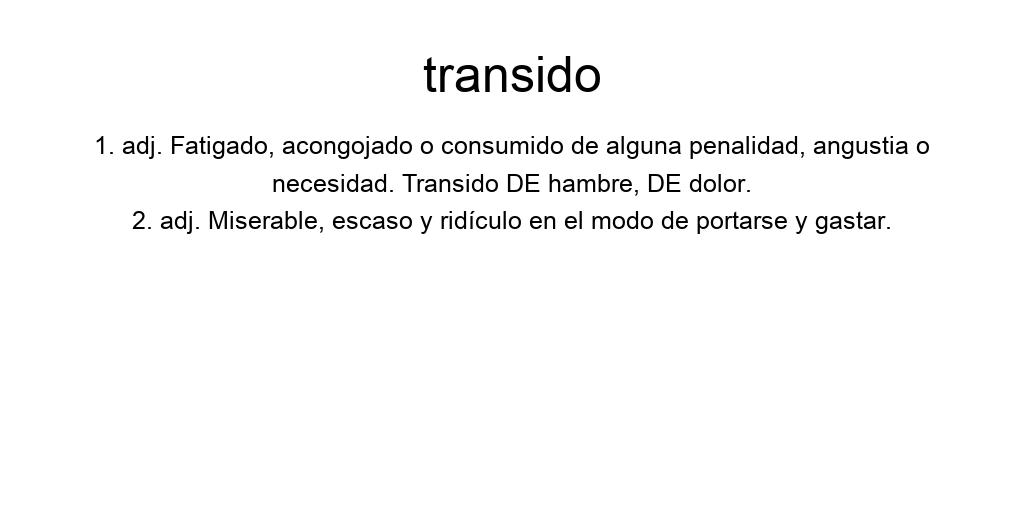 transido
1. adj. Fatigado, acongojado o consumido de alguna penalidad, angustia o
necesidad. Transido DE hambre, DE dolor.
2. adj. Miserable, escaso y ridículo en el modo de portarse y gastar.